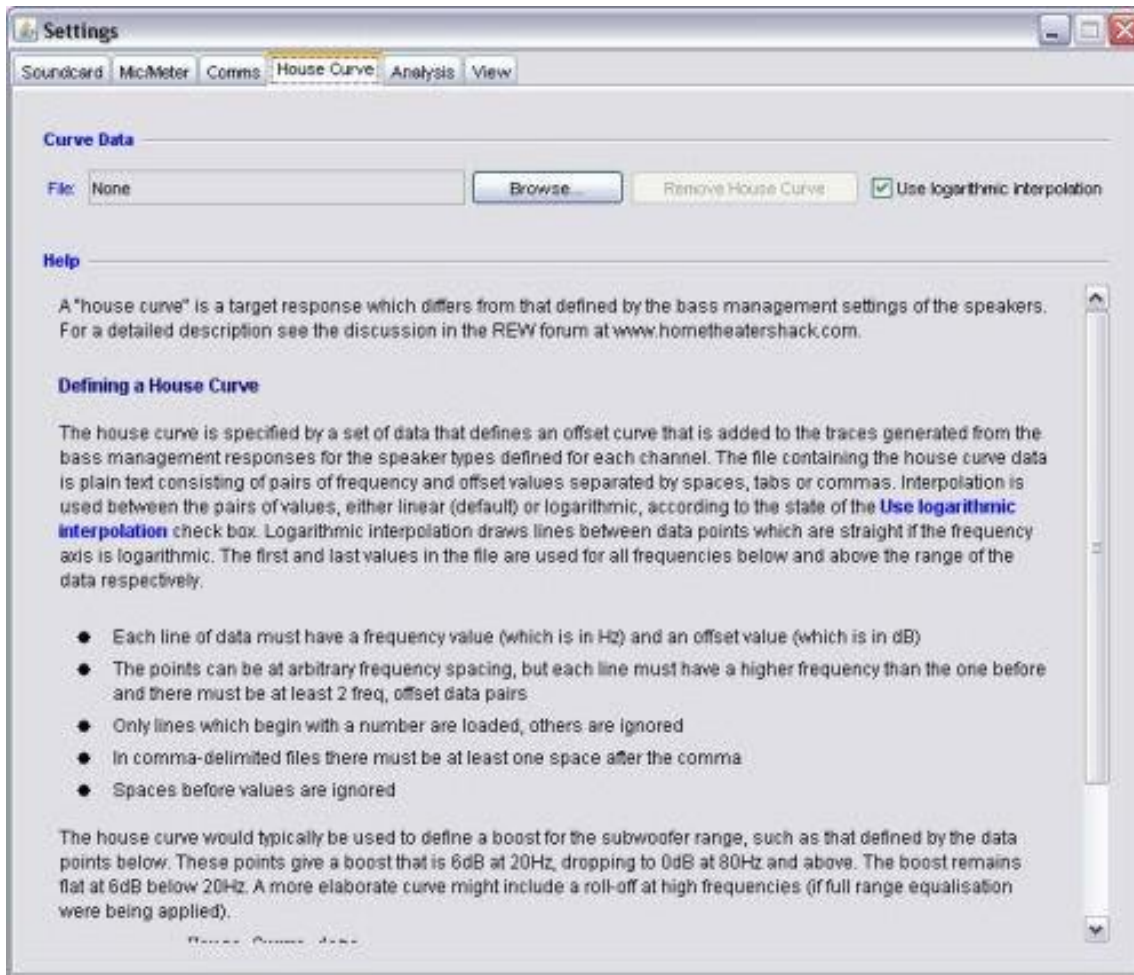 Settings
Soundcard Mic/Meter Comms House Curve Analysis View
Curve Data
File: None Browse... Remove House Curve Use logarithmic interpolation
Help
A "house curve" is a target response which differs from that defined by the bass management settings of the speakers.
For a detailed description see the discussion in the REW forum at www.hometheatershack.com.
Defining a House Curve
The house curve is specified by a set of data that defines an offset curve that is added to the traces generated from the
bass management responses for the speaker types defined for each channel. The file containing the house curve data
is plain text consisting of pairs of frequency and offset values separated by spaces, tabs or commas. Interpolation is
used between the pairs of values, either linear (default) or logarithmic, according to the state of the Use logarithmic
interpolation check box. Logarithmic interpolation draws lines between data points which are straight if the frequency
axis is logarithmic. The first and last values in the file are used for all frequencies below and above the range of the
data respectively.
● Each line of data must have a frequency value (which is in Hz) and an offset value (which is in dB)
● The points can be at arbitrary frequency spacing, but each line must have a higher frequency than the one before
and there must be at least 2 freq, offset data pairs
● Only lines which begin with a number are loaded, others are ignored
● In comma-delimited files there must be at least one space after the comma
● Spaces before values are ignored
The house curve would typically be used to define a boost for the subwoofer range, such as that defined by the data
points below. These points give a boost that is 6dB at 20Hz, dropping to 0dB at 80Hz and above. The boost remains
flat at 6dB below 20Hz. A more elaborate curve might include a roll-off at high frequencies (if full range equalisation
were being applied).